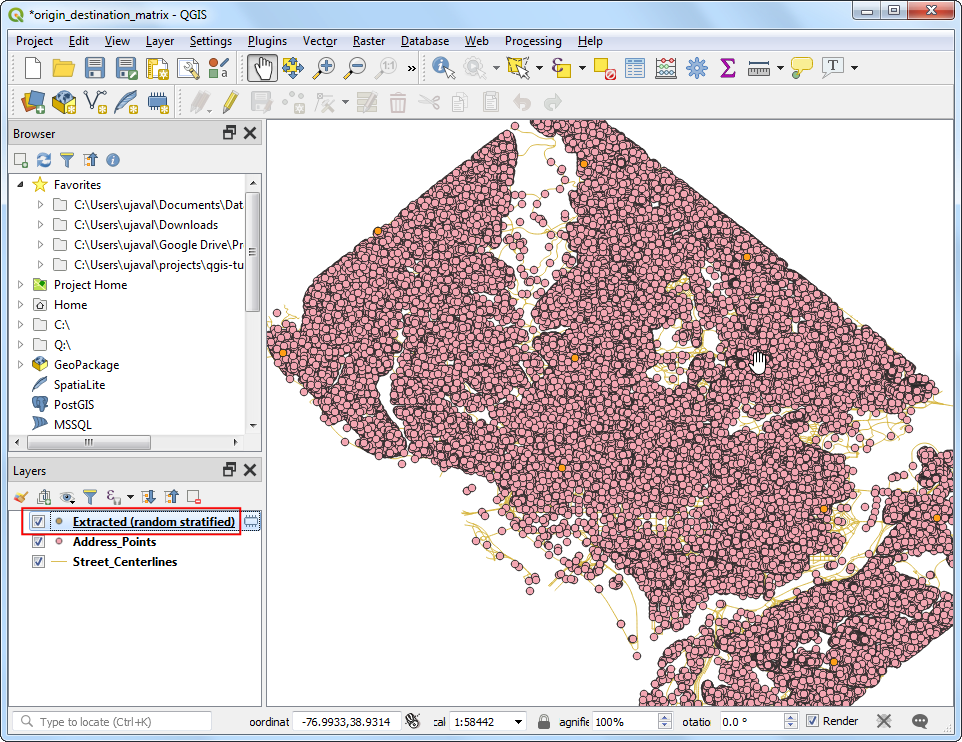 *origin_destination_matrix - QGIS
Project Edit View Layer Settings Plugins Vector Raster Database Web Processing Help
Browser
Favorites
C:\Users\ujaval\Documents\Dat
C:\Users\ujaval\Downloads
C:\Users\ujaval\Google Drive\Pr
C:\Users\ujaval\projects\qgis-tu
Project Home
Home
C:\
Q:\
GeoPackage
SpatiaLite
PostGIS
MSSQL
Layers
Extracted (random stratified)
Address_Points
Street_Centerlines
Type to locate (Ctrl+K) oordinat -76.9933,38.9314 cal 1:58442 agnifie 100% otatio 0.0 ° Render